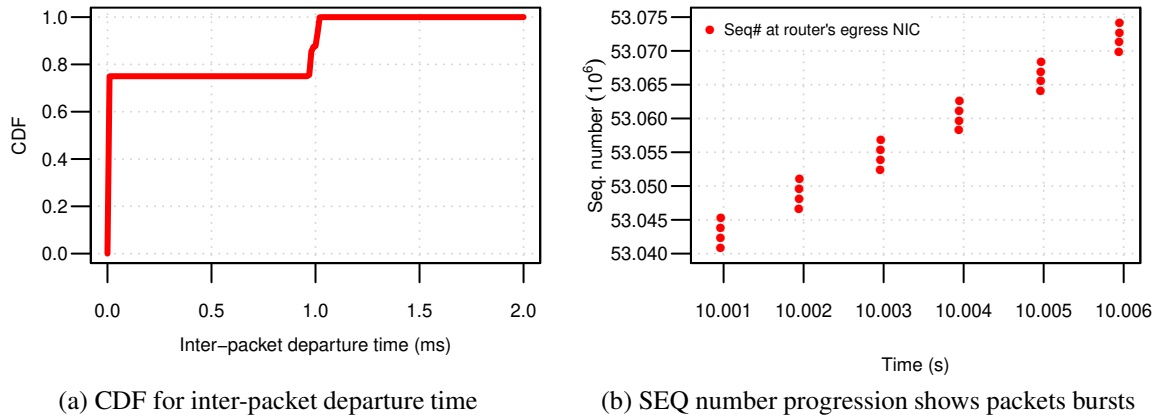 1.0
0.8
0.6
0.4
0.2
0.0
CDF
0.0 0.5 1.0 1.5 2.0
Inter−packet departure time (ms)
(a) CDF for inter-packet departure time
53.075
53.070
53.065
53.060
53.055
53.050
53.045
53.040
Seq. number (10^6)
Seq# at router's egress NIC
10.001 10.002 10.003 10.004 10.005 10.006
Time (s)
(b) SEQ number progression shows packets bursts